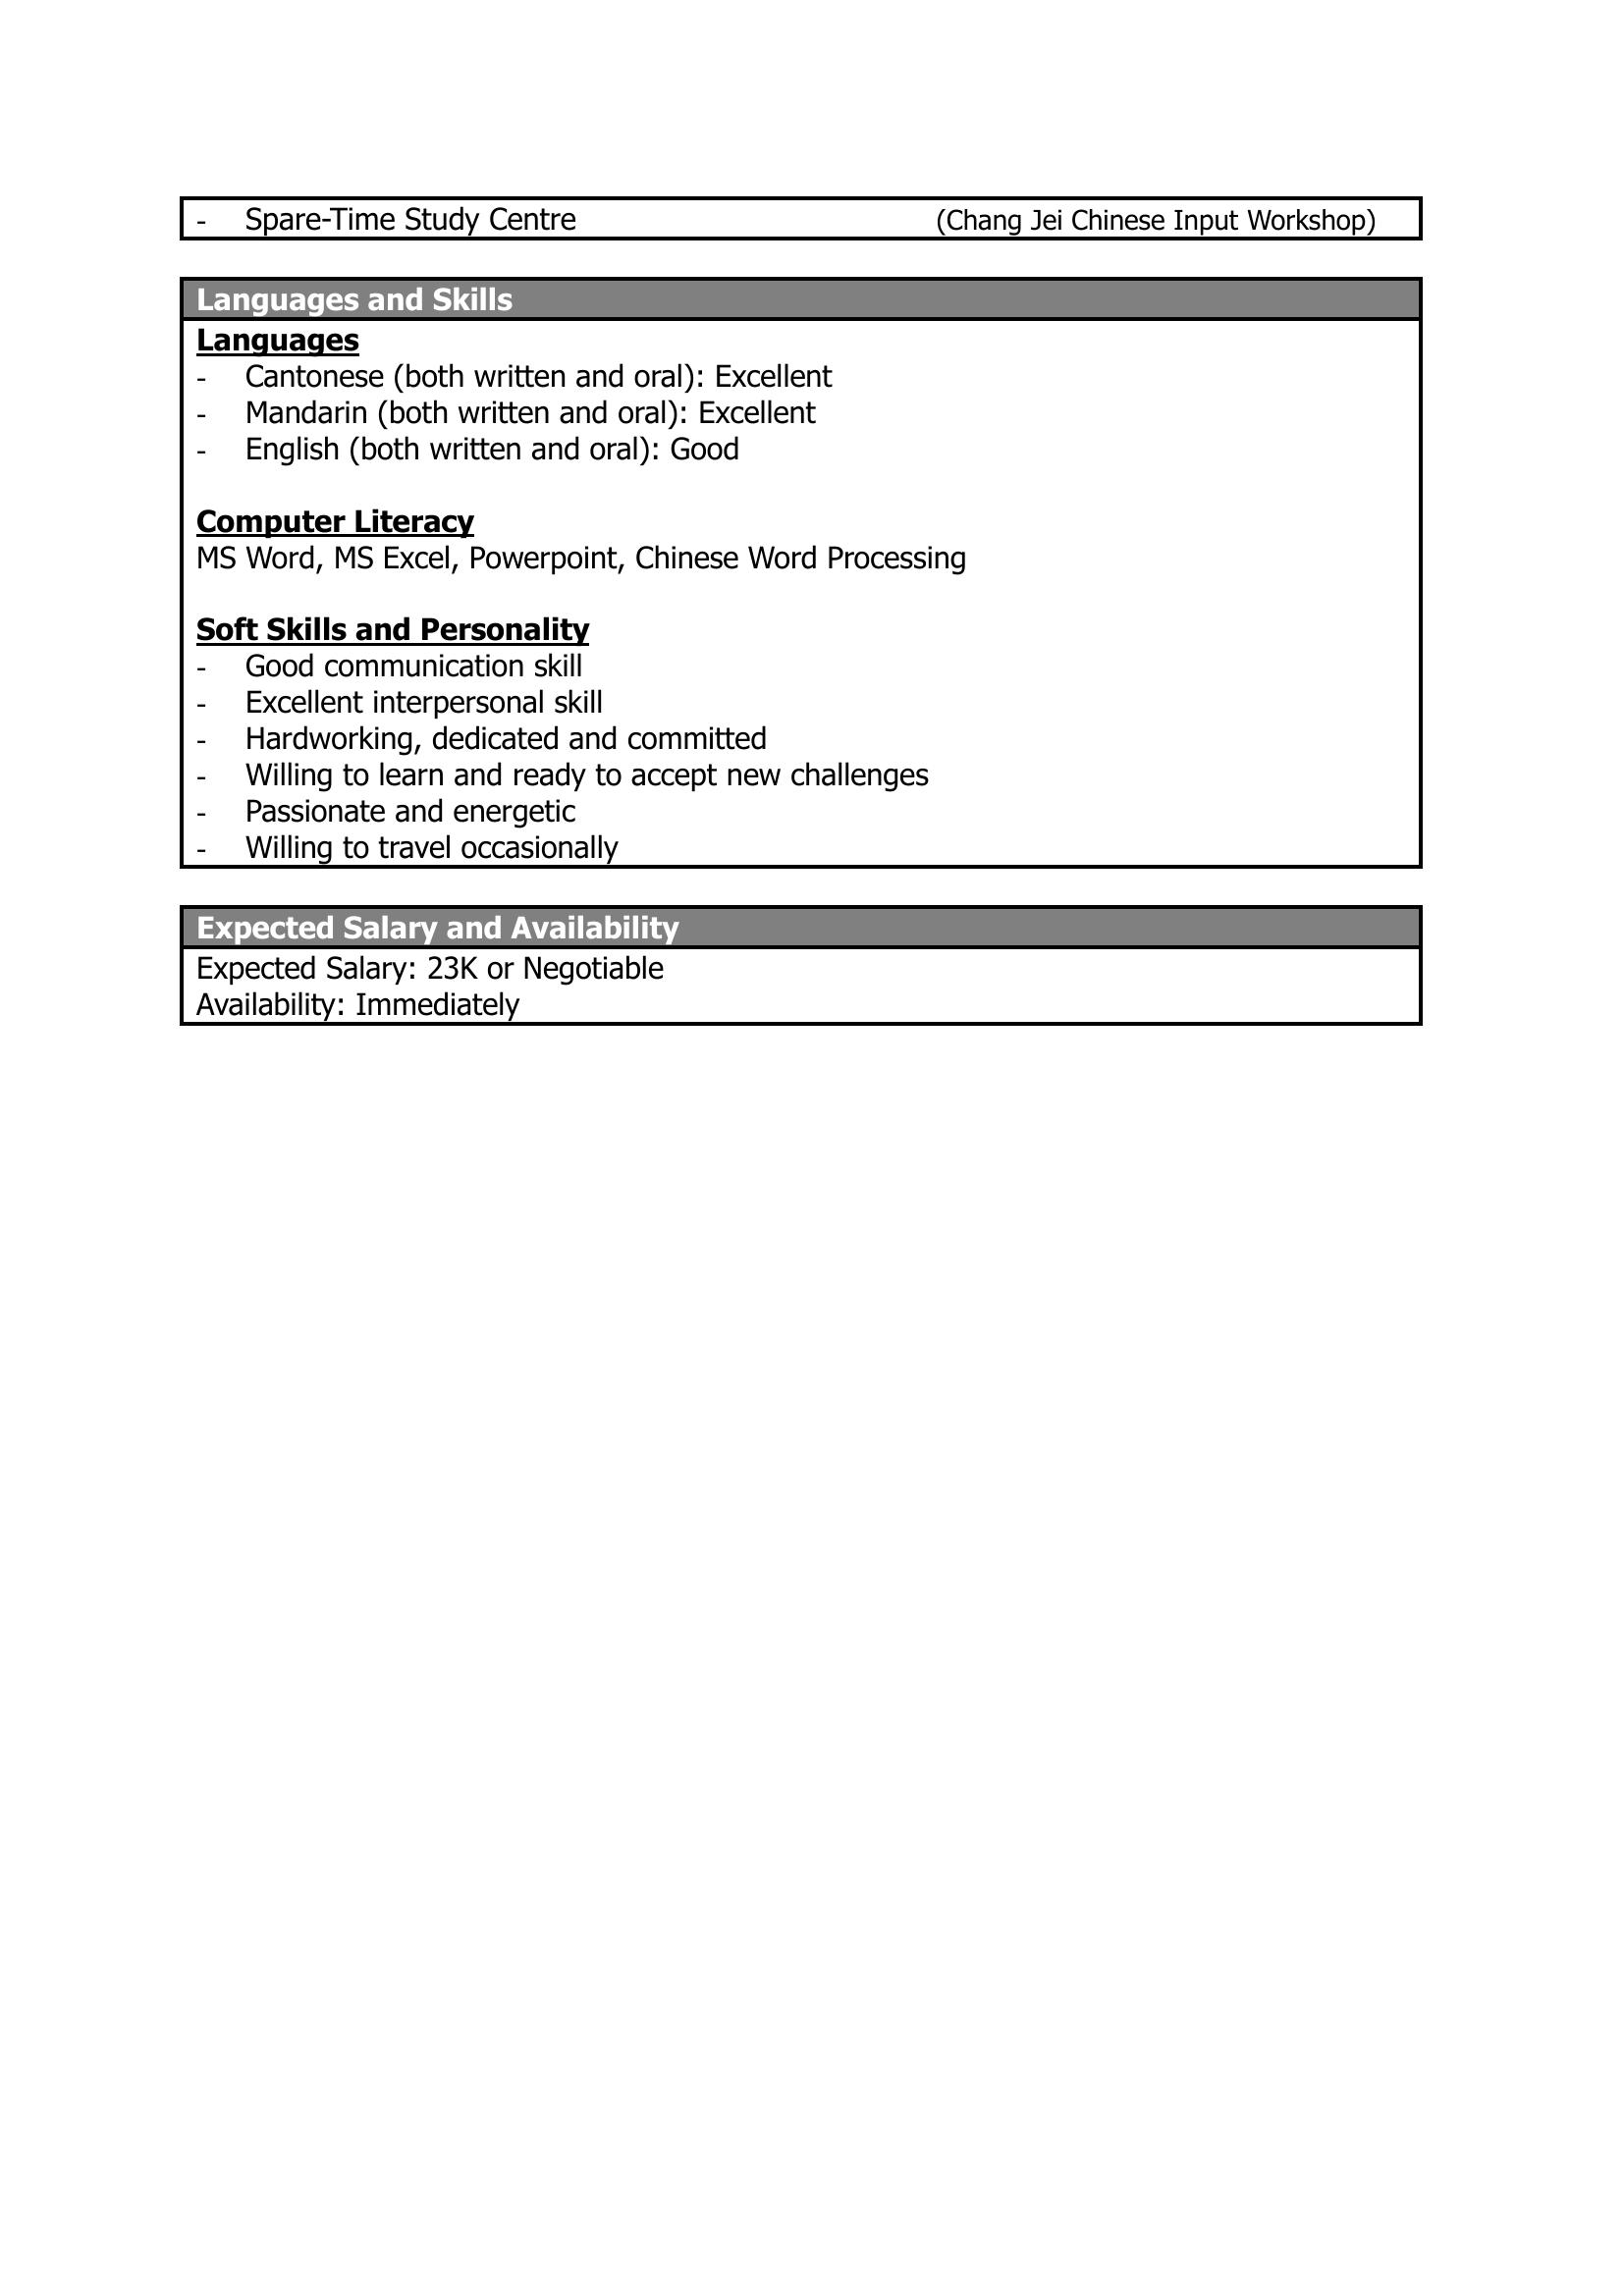 - Spare-Time Study Centre (Chang Jei Chinese Input Workshop)
Languages and Skills
Languages
- Cantonese (both written and oral): Excellent
- Mandarin (both written and oral): Excellent
- English (both written and oral): Good
Computer Literacy
MS Word, MS Excel, Powerpoint, Chinese Word Processing
Soft Skills and Personality
- Good communication skill
- Excellent interpersonal skill
- Hardworking, dedicated and committed
- Willing to learn and ready to accept new challenges
- Passionate and energetic
- Willing to travel occasionally
Expected Salary and Availability
Expected Salary: 23K or Negotiable
Availability: Immediately